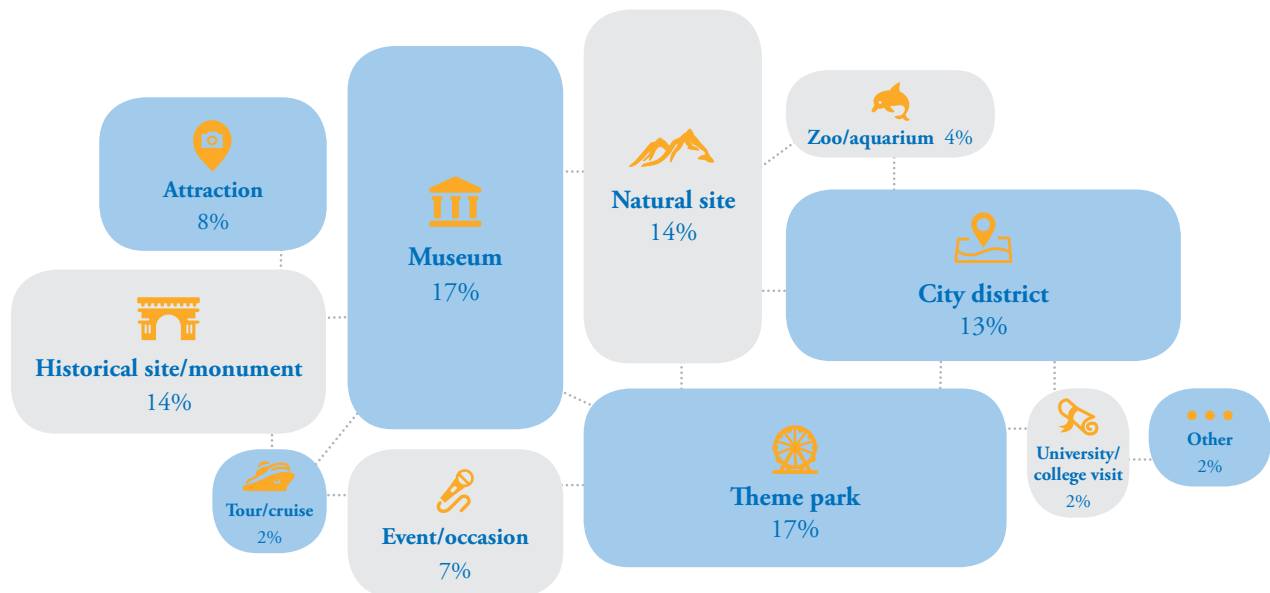 Attraction
8%
Museum
17%
Natural site
14%
Zoo/aquarium 4%
City district
13%
Historical site/monument
14%
Tour/cruise
2%
Event/occasion
7%
Theme park
17%
University/
college visit
2%
Other
2%